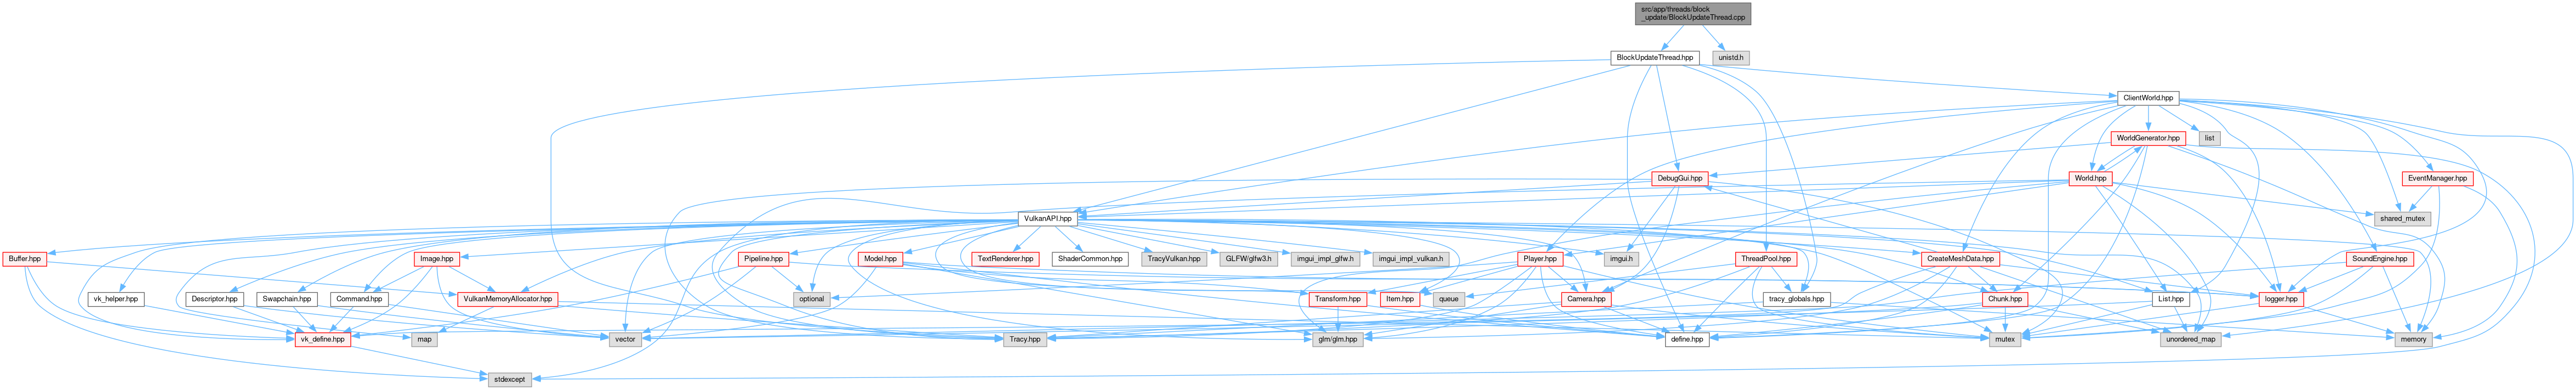 src/app/threads/block
_update/BlockUpdateThread.cpp
BlockUpdateThread.hpp
unistd.h
ClientWorld.hpp
WorldGenerator.hpp
list
DebugGui.hpp
World.hpp
EventManager.hpp
VulkanAPI.hpp
shared_mutex
Buffer.hpp
Image.hpp
Pipeline.hpp
Model.hpp
TextRenderer.hpp
ShaderCommon.hpp
TracyVulkan.hpp
GLFW/glfw3.h
imgui_impl_glfw.h
imgui_impl_vulkan.h
Player.hpp
imgui.h
ThreadPool.hpp
CreateMeshData.hpp
SoundEngine.hpp
vk_helper.hpp
Descriptor.hpp
Swapchain.hpp
Command.hpp
VulkanMemoryAllocator.hpp
optional
Transform.hpp
Item.hpp
queue
Camera.hpp
tracy_globals.hpp
Chunk.hpp
List.hpp
logger.hpp
vk_define.hpp
map
vector
Tracy.hpp
glm/glm.hpp
define.hpp
mutex
unordered_map
memory
stdexcept